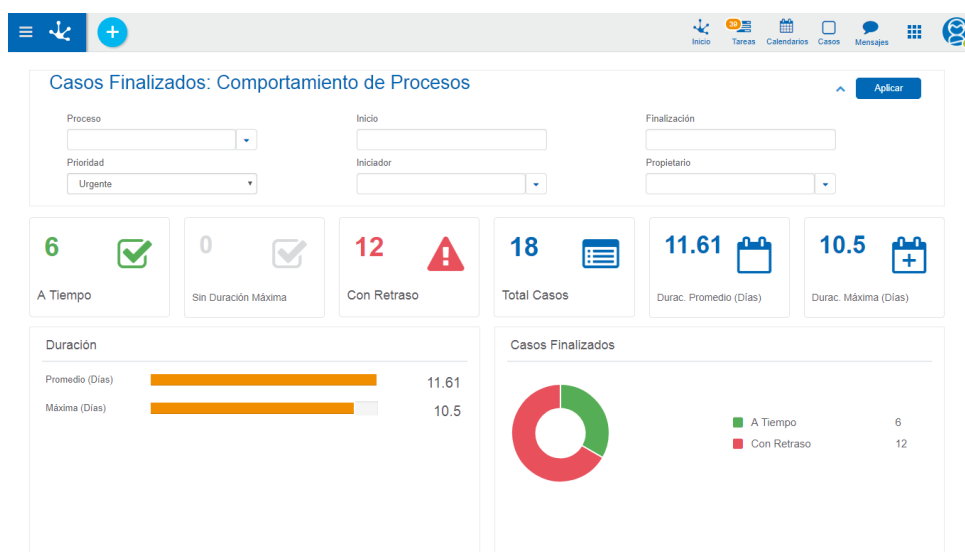 39
Inicio Tareas Calendarios Casos Mensajes
Casos Finalizados: Comportamiento de Procesos
Aplicar
Proceso Inicio Finalización
Prioridad Iniciador Propietario
Urgente
6 0 12 18 11.61 10.5
A Tiempo Sin Duración Máxima Con Retraso Total Casos Durac. Promedio (Días) Durac. Máxima (Días)
Duración
Promedio (Días) 11.61
Máxima (Días) 10.5
Casos Finalizados
A Tiempo 6
Con Retraso 12